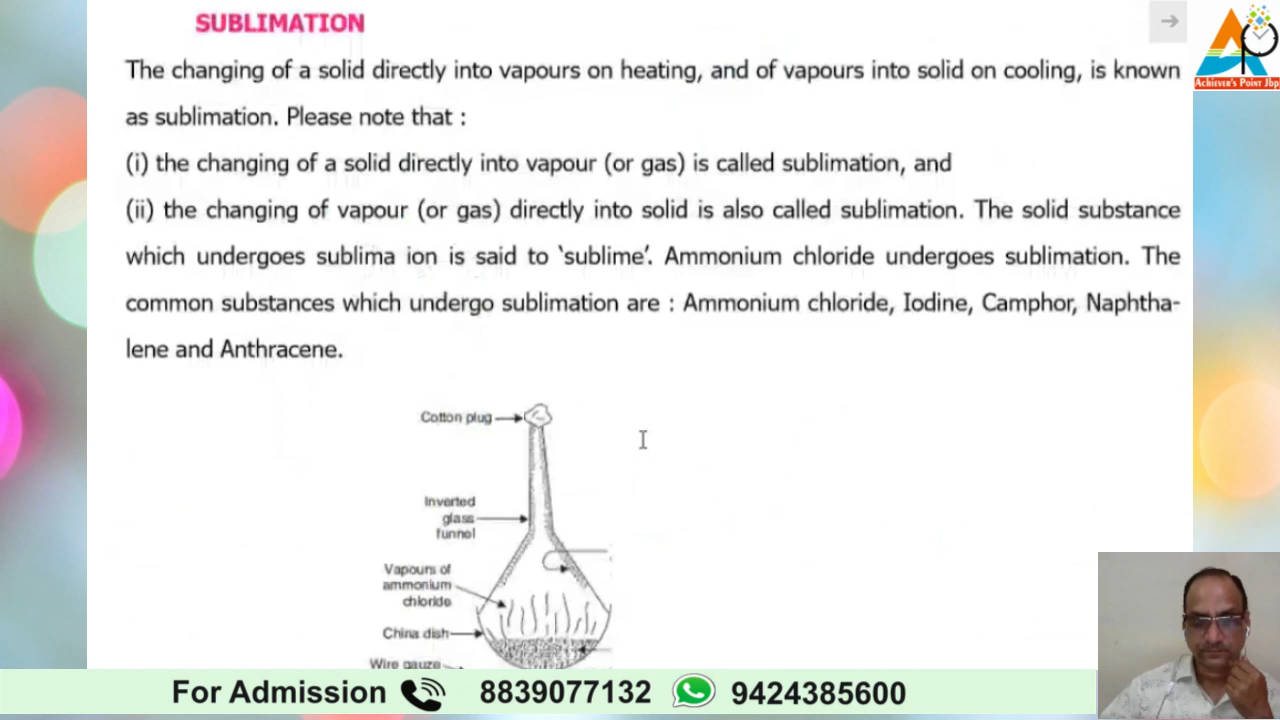 SUBLIMATION
The changing of a solid directly into vapours on heating, and of vapours into solid on cooling, is known
as sublimation. Please note that :
(i) the changing of a solid directly into vapour (or gas) is called sublimation, and
(ii) the changing of vapour (or gas) directly into solid is also called sublimation. The solid substance
which undergoes sublima ion is said to ‘sublime’. Ammonium chloride undergoes sublimation. The
common substances which undergo sublimation are : Ammonium chloride, Iodine, Camphor, Naphtha-
lene and Anthracene.
Cotton plug
Inverted
glass
funnel
Vapours of
ammonium
chloride
China dish
Wire gauze
Achiever's Point Jbp
For Admission 8839077132 9424385600